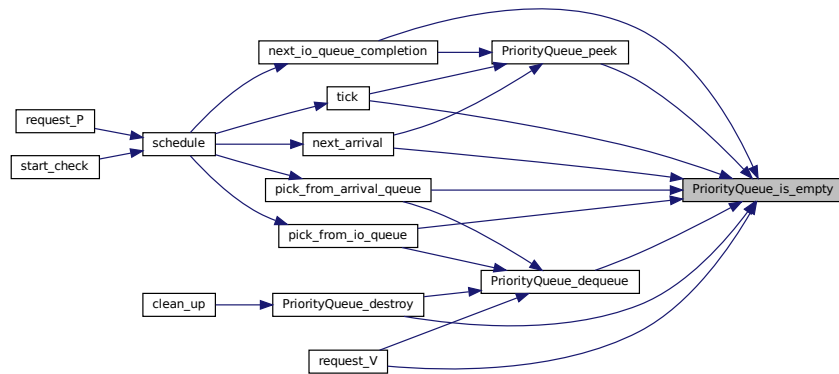 next_io_queue_completion
PriorityQueue_peek
tick
request_P
schedule
next_arrival
start_check
pick_from_arrival_queue
PriorityQueue_is_empty
pick_from_io_queue
PriorityQueue_dequeue
clean_up
PriorityQueue_destroy
request_V